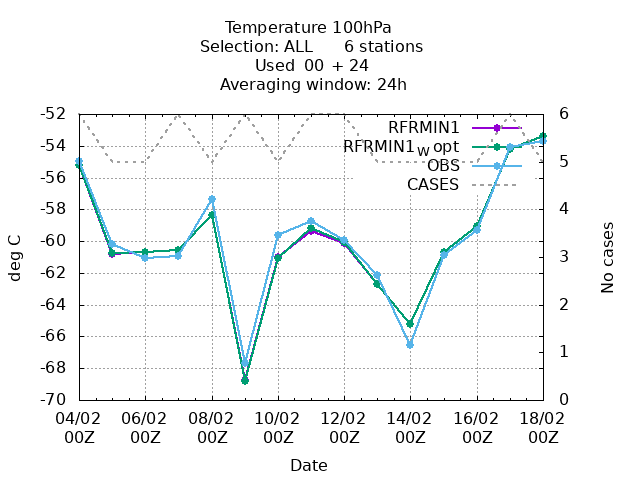 Temperature 100hPa
Selection: ALL 6 stations
Used 00 + 24
Averaging window: 24h
-52 6
RFRMIN1
-54
RFRMIN1w opt
OBS 5
-56
CASES
-58 4
-60
deg C No cases
3
-62
-64 2
-66
1
-68
-70 0
04/02 06/02 08/02 10/02 12/02 14/02 16/02 18/02
00Z 00Z 00Z 00Z 00Z 00Z 00Z 00Z
Date